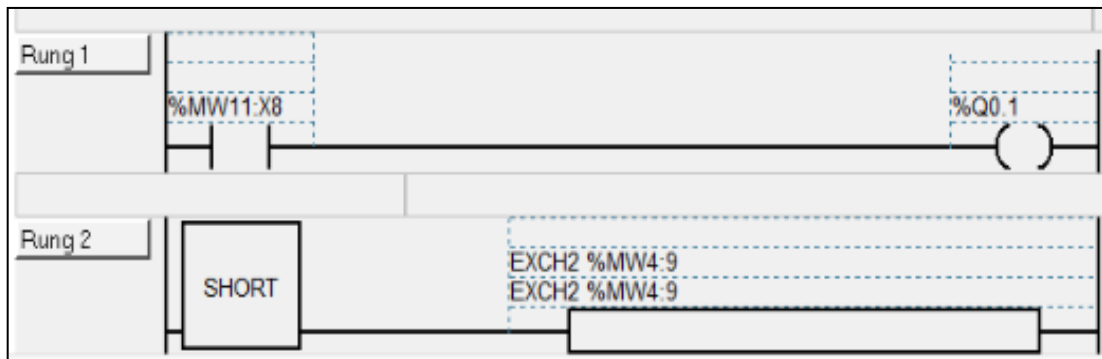 Rung 1
%MW11:X8
%Q0.1
Rung 2
SHORT
EXCH2 %MW4:9
EXCH2 %MW4:9